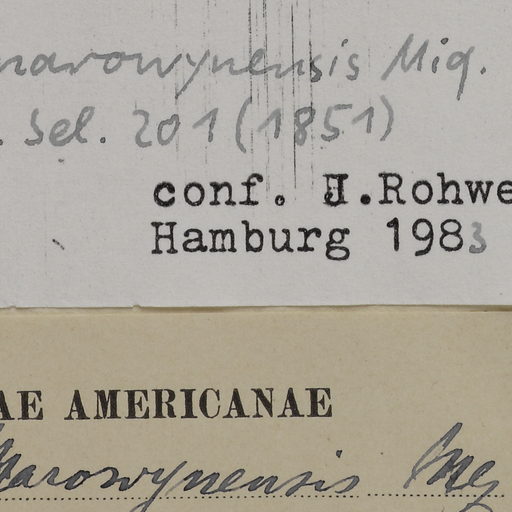 marowynensis Miq.
. Sel. 201 (1851)
conf. J.Rohwe
Hamburg 1983
AE AMERICANAE
Marowynensis Miq